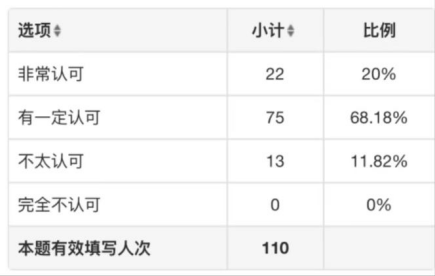 选项 小计 比例
非常认可 22 20%
有一定认可 75 68.18%
不太认可 13 11.82%
完全不认可 0 0%
本题有效填写人次 110